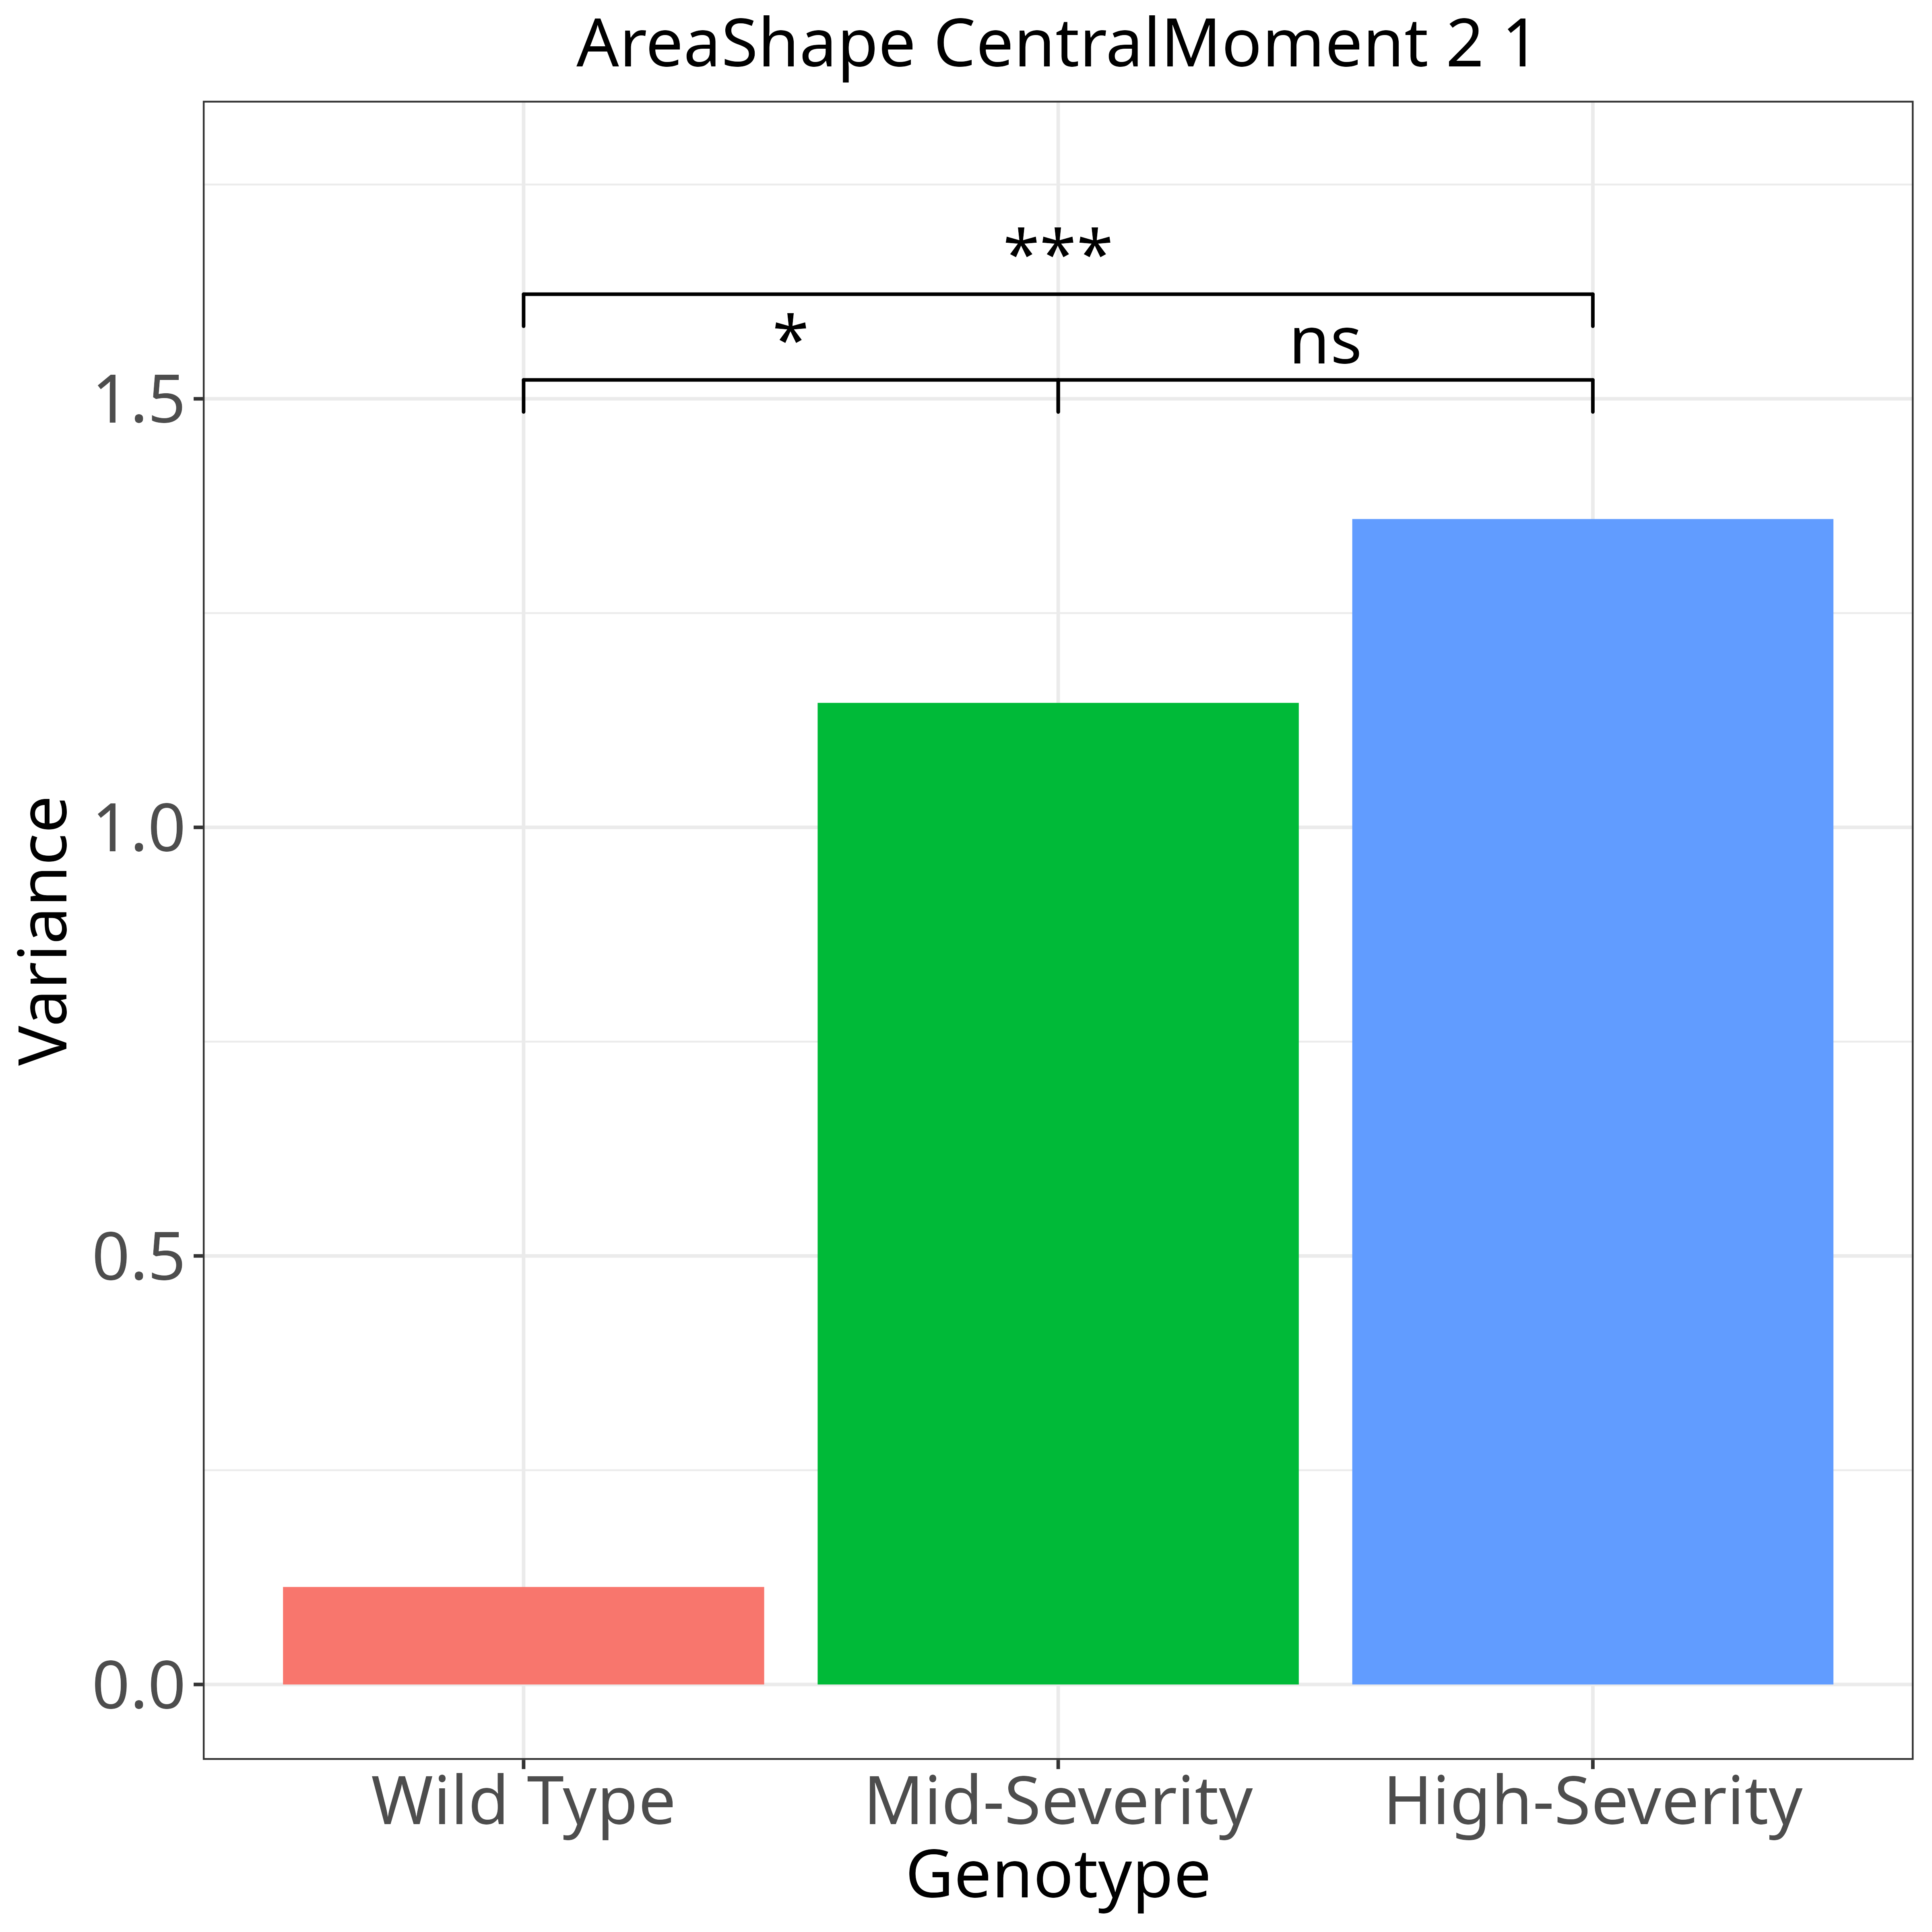 AreaShape CentralMoment 2 1
***
* ns
1.5
1.0
0.5
0.0
Variance
Wild Type Mid-Severity High-Severity
Genotype